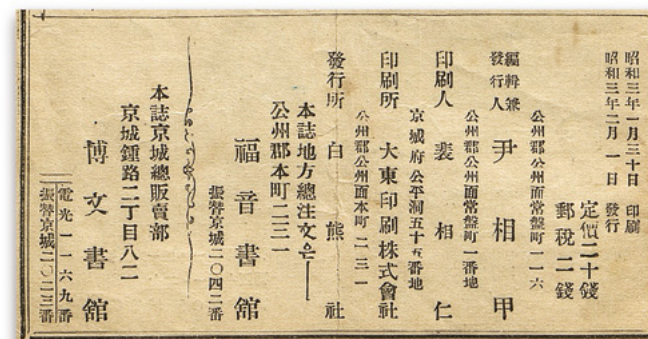 昭和三年一月三十日 印刷
昭和三年二月 一日 發行
定價二十錢
郵稅二錢
公州郡公州面常盤町一一六
編輯兼
發行人 尹相甲
公州郡公州面常盤町一番地
印刷人 裵相仁
京城府公平洞五十五番地
印刷所 大東印刷株式會社
公州郡公州面本町二三一
發行所 白熊社
本誌地方總注文은──
公州郡本町二三一
福音書舘
振替京城二〇四二番
本誌京城總販賣部
京城鍾路二丁目八二
博文書舘
電光一一六九番
振替京城二〇二三番